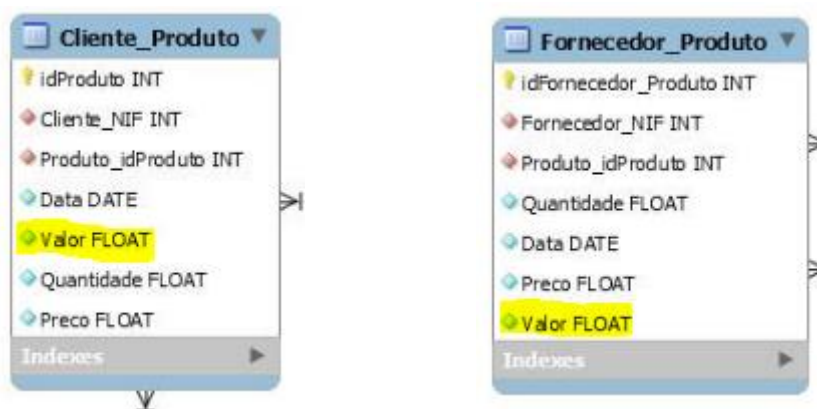 Cliente_Produto
idProduto INT
Cliente_NIF INT
Produto_idProduto INT
Data DATE
Valor FLOAT
Quantidade FLOAT
Preco FLOAT
Indexes
Fornecedor_Produto
idFornecedor_Produto INT
Fornecedor_NIF INT
Produto_idProduto INT
Quantidade FLOAT
Data DATE
Preco FLOAT
Valor FLOAT
Indexes